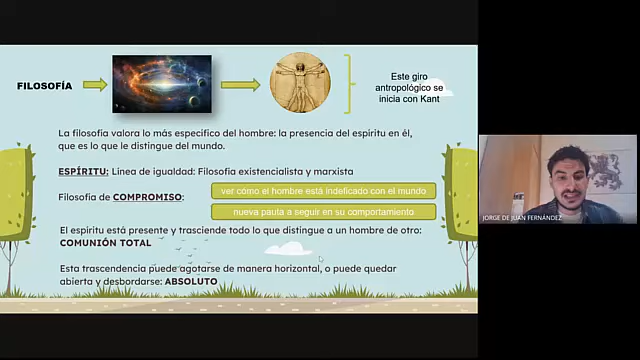 FILOSOFÍA
Este giro
antropológico se
inicia con Kant
La filosofía valora lo más específico del hombre: la presencia del espíritu en él,
que es lo que le distingue del mundo.
ESPÍRITU: Linea de igualdad: Filosofía existencialista y marxista
Filosofía de COMPROMISO:
ver cómo el hombre está indeficado con el mundo
nueva pauta a seguir en su comportamiento
El espíritu está presente y trasciende todo lo que distingue a un hombre de otro:
COMUNIÓN TOTAL
Esta trascendencia puede agotarse de manera horizontal, o puede quedar
abierta y desbordarse: ABSOLUTO
JORGE DE JUAN FERNÁNDEZ